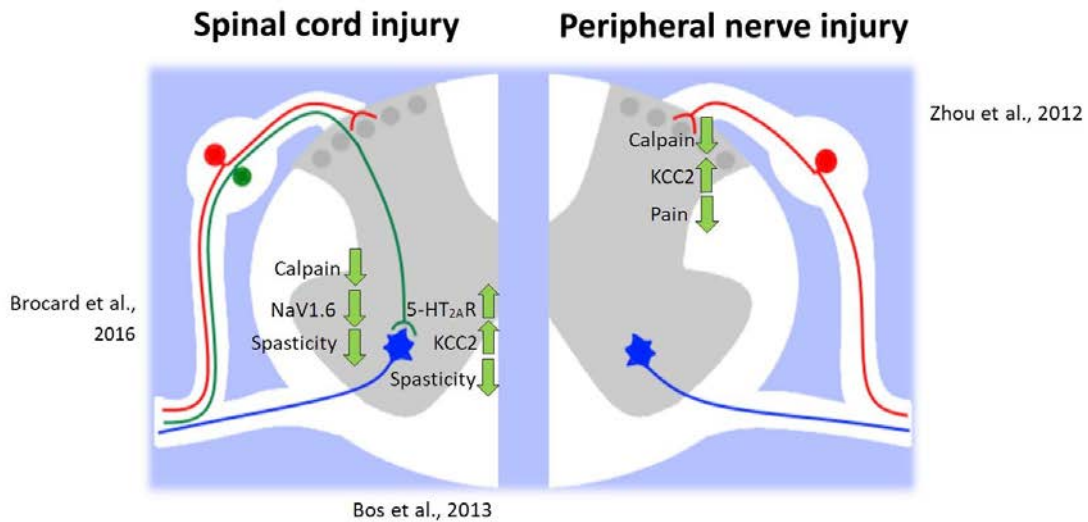 Spinal cord injury
Peripheral nerve injury
Zhou et al., 2012
Calpain
KCC2
Pain
Calpain
NaV1.6
Spasticity
5-HT₂ₐR
KCC2
Spasticity
Brocard et al.,
2016
Bos et al., 2013